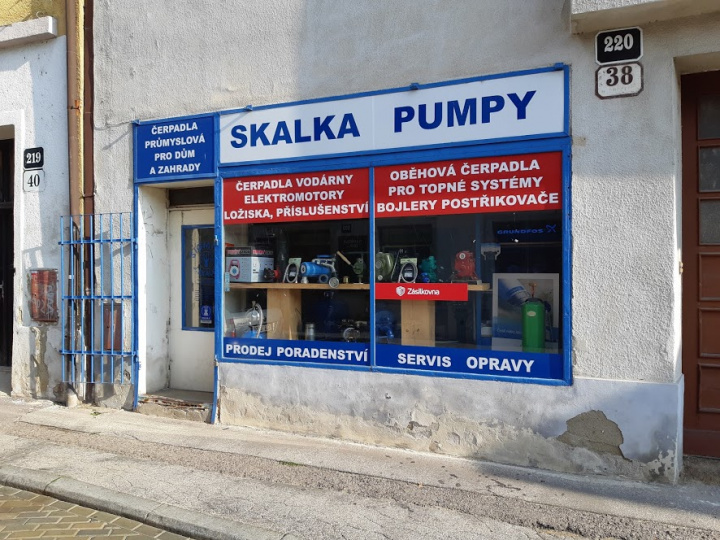 220
38
219
40
ČERPADLA
PRŮMYSLOVÁ
PRO DŮM
A ZAHRADY
SKALKA PUMPY
ČERPADLA VODÁRNY
ELEKTROMOTORY
LOŽISKA, PŘÍSLUŠENSTVÍ
OBĚHOVÁ ČERPADLA
PRO TOPNÉ SYSTÉMY
BOJLERY POSTŘIKOVAČE
GRUNDFOS
Zásilkovna
PRODEJ PORADENSTVÍ
SERVIS OPRAVY